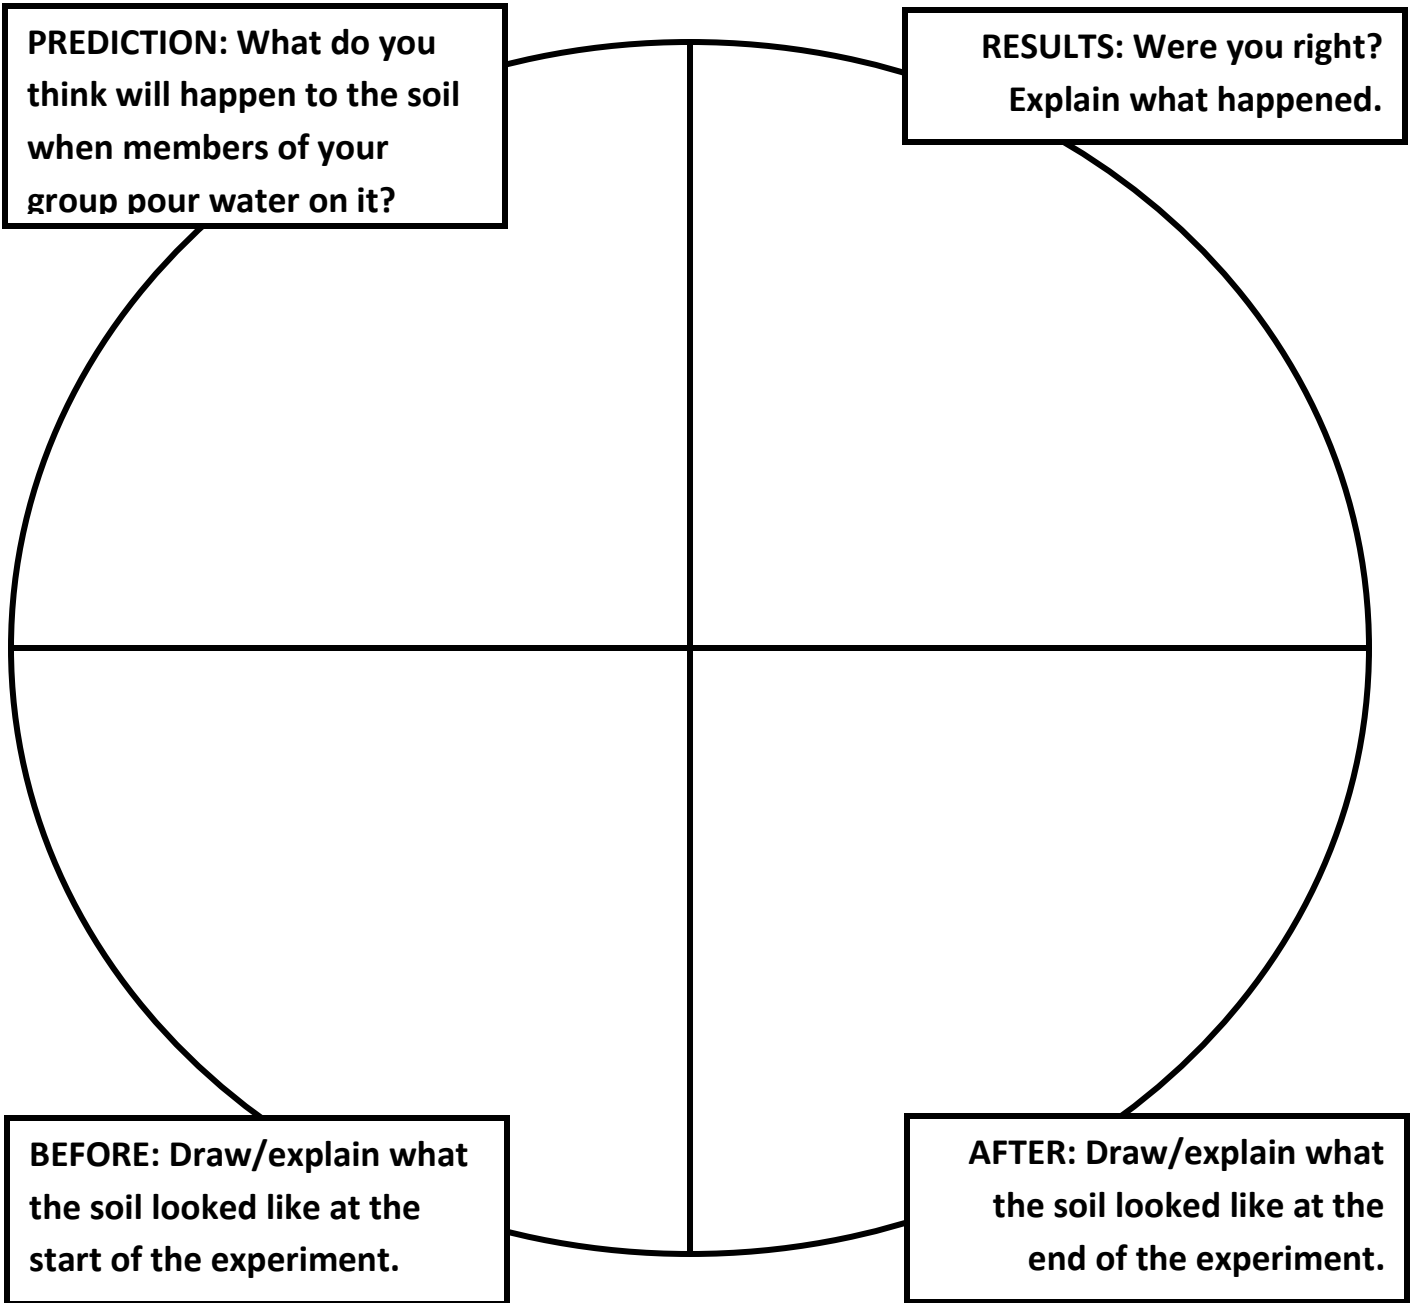 PREDICTION: What do you
think will happen to the soil
when members of your
group pour water on it?
RESULTS: Were you right?
Explain what happened.
BEFORE: Draw/explain what
the soil looked like at the
start of the experiment.
AFTER: Draw/explain what
the soil looked like at the
end of the experiment.